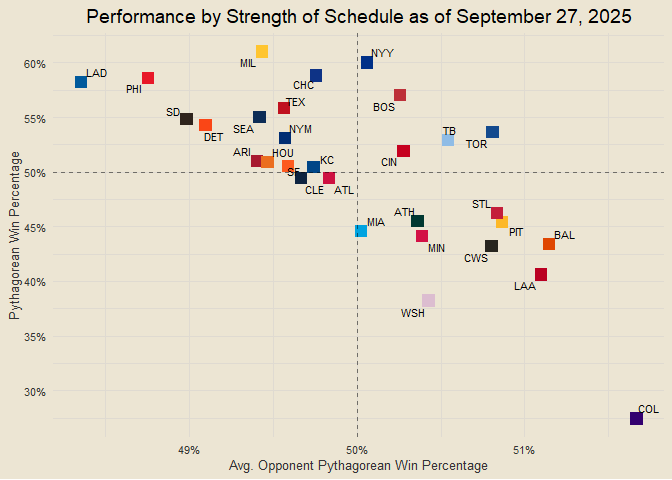 Performance by Strength of Schedule as of September 27, 2025
Pythagorean Win Percentage
60%
55%
50%
45%
40%
35%
30%
LAD
PHI
MIL
CHC
NYY
BOS
SD
DET
SEA
TEX
NYM
TB
TOR
CIN
ARI
HOU
SF
KC
CLE
ATL
MIA
ATH
MIN
STL
PIT
CWS
BAL
LAA
WSH
COL
49%
50%
51%
Avg. Opponent Pythagorean Win Percentage